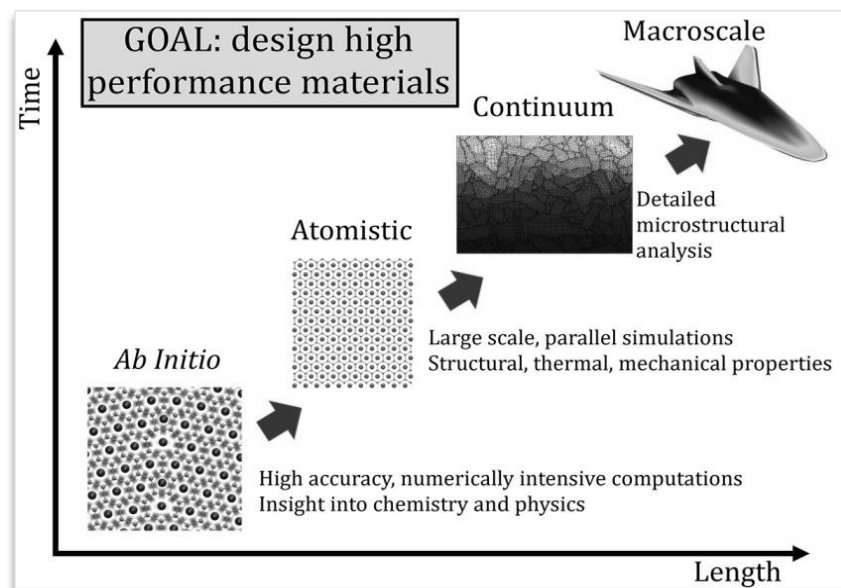 GOAL: design high
performance materials
Macroscale
Time
Continuum
Detailed
microstructural
analysis
Atomistic
Large scale, parallel simulations
Structural, thermal, mechanical properties
Ab Initio
High accuracy, numerically intensive computations
Insight into chemistry and physics
Length